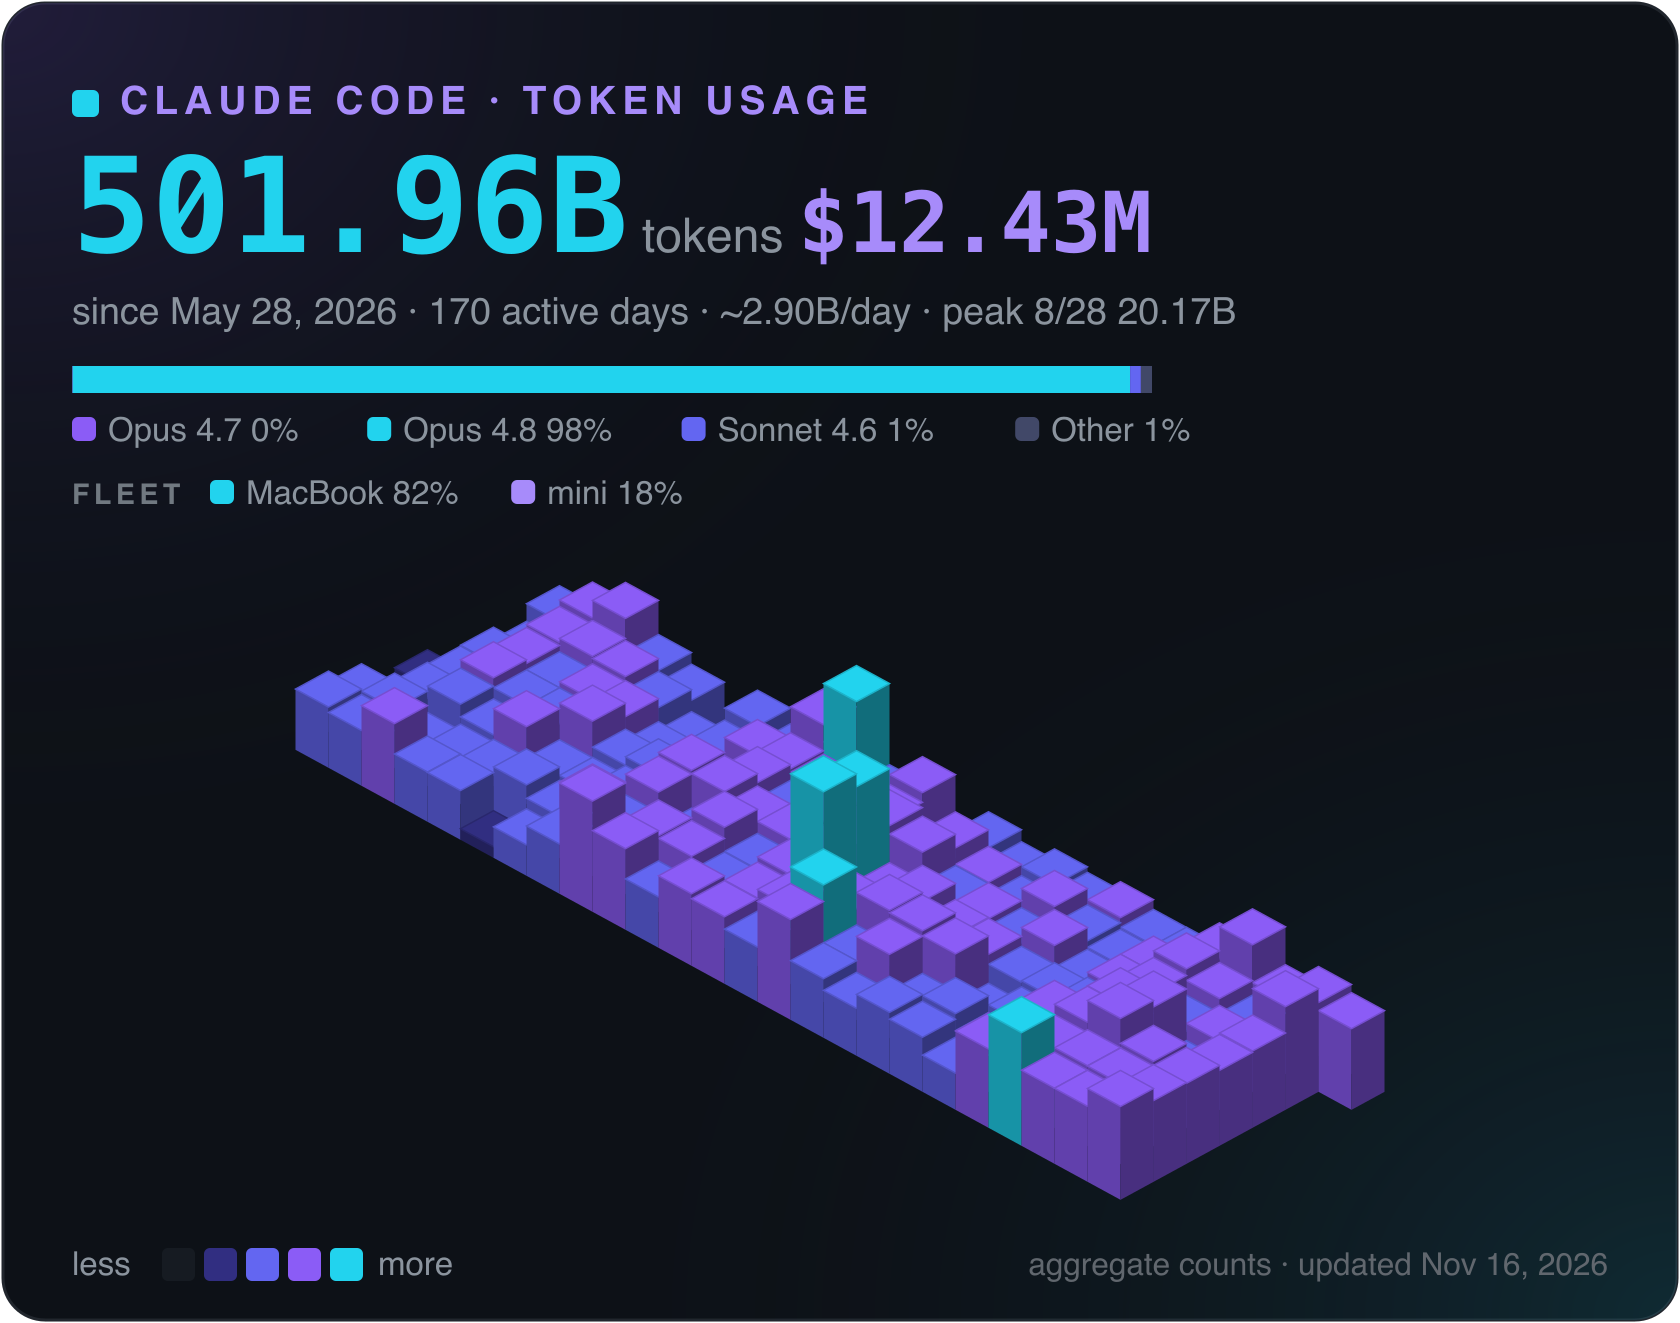 CLAUDE CODE · TOKEN USAGE
501.96B tokens $12.43M
since May 28, 2026 · 170 active days · ~2.90B/day · peak 8/28 20.17B
Opus 4.7 0% Opus 4.8 98% Sonnet 4.6 1% Other 1%
FLEET MacBook 82% mini 18%
less more
aggregate counts · updated Nov 16, 2026